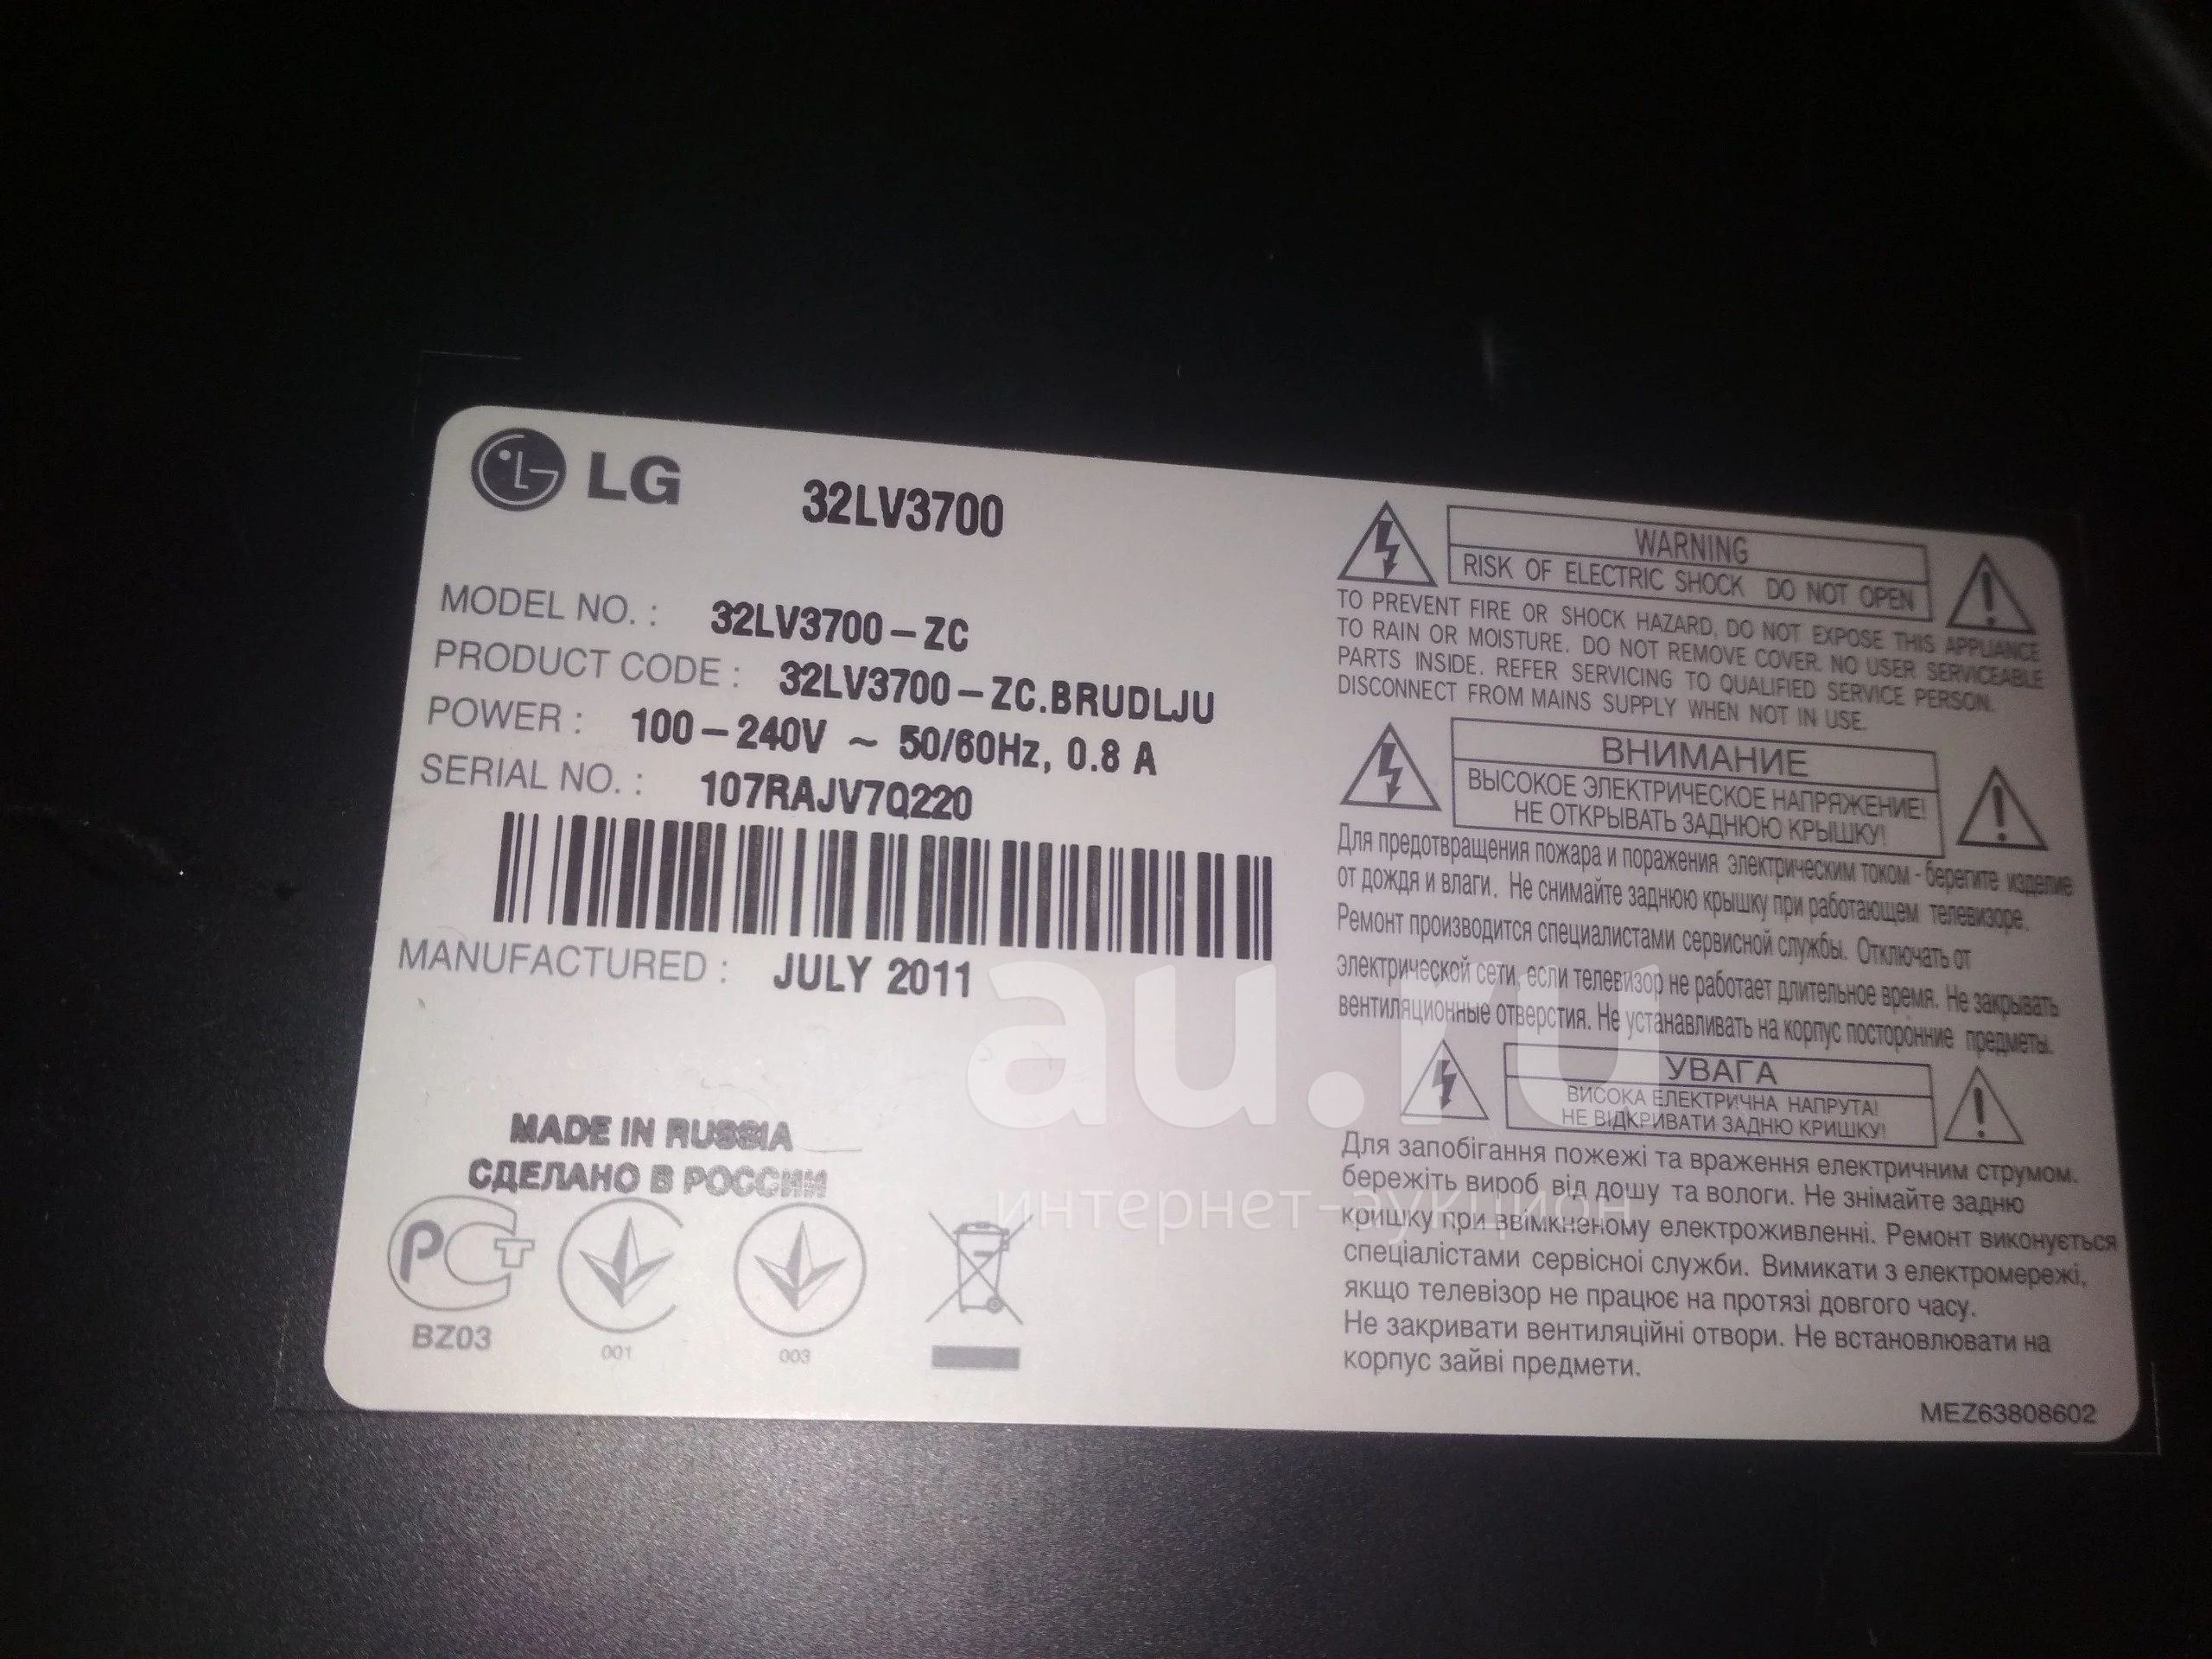 LG 32LV3700
MODEL NO. : 32LV3700-ZC
PRODUCT CODE : 32LV3700-ZC.BRUDLJU
POWER : 100-240V ~ 50/60Hz, 0.8 A
SERIAL NO. : 107RAJV7Q220
MANUFACTURED : JULY 2011
MADE IN RUSSIA
СДЕЛАНО В РОССИИ
РСТ
BZ03
001
003
WARNING
RISK OF ELECTRIC SHOCK DO NOT OPEN
TO PREVENT FIRE OR SHOCK HAZARD, DO NOT EXPOSE THIS APPLIANCE
TO RAIN OR MOISTURE. DO NOT REMOVE COVER. NO USER SERVICEABLE
PARTS INSIDE. REFER SERVICING TO QUALIFIED SERVICE PERSON.
DISCONNECT FROM MAINS SUPPLY WHEN NOT IN USE.
ВНИМАНИЕ
ВЫСОКОЕ ЭЛЕКТРИЧЕСКОЕ НАПРЯЖЕНИЕ!
НЕ ОТКРЫВАТЬ ЗАДНЮЮ КРЫШКУ!
Для предотвращения пожара и поражения электрическим током - берегите изделие
от дождя и влаги. Не снимайте заднюю крышку при работающем телевизоре.
Ремонт производится специалистами сервисной службы. Отключать от
электрической сети, если телевизор не работает длительное время. Не закрывать
вентиляционные отверстия. Не устанавливать на корпус посторонние предметы.
УВАГА
ВИСОКА ЕЛЕКТРИЧНА НАПРУГА!
НЕ ВІДКРИВАТИ ЗАДНЮ КРИШКУ!
Для запобігання пожежі та враження електричним струмом.
бережіть вироб від дошу та вологи. Не знімайте задню
кришку при ввімкненому електроживленні. Ремонт виконується
спеціалістами сервісної служби. Вимикати з електромережі,
якщо телевізор не працює на протязі довгого часу.
Не закривати вентиляційні отвори. Не встановлювати на
корпус зайві предмети.
MEZ63808602
au.ru
интернет-аукцион